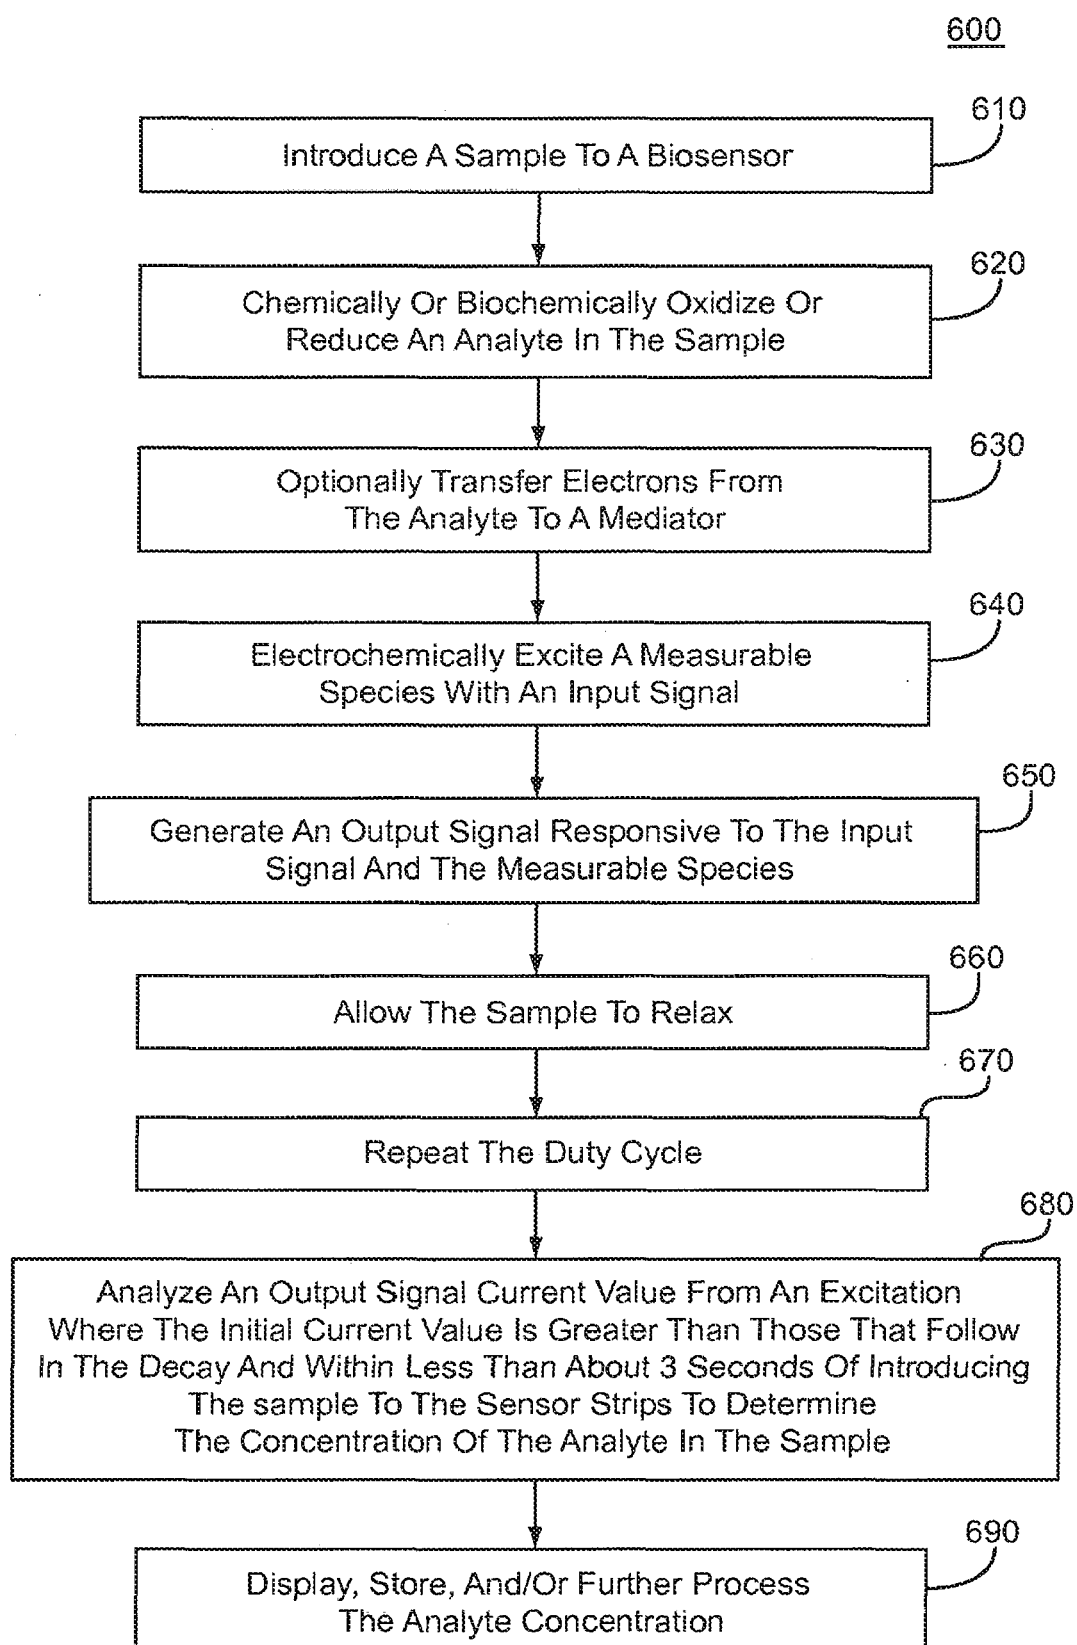 600
610
Introduce A Sample To A Biosensor
620
Chemically Or Biochemically Oxidize Or
Reduce An Analyte In The Sample
630
Optionally Transfer Electrons From
The Analyte To A Mediator
640
Electrochemically Excite A Measurable
Species With An Input Signal
650
Generate An Output Signal Responsive To The Input
Signal And The Measurable Species
660
Allow The Sample To Relax
670
Repeat The Duty Cycle
680
Analyze An Output Signal Current Value From An Excitation
Where The Initial Current Value Is Greater Than Those That Follow
In The Decay And Within Less Than About 3 Seconds Of Introducing
The sample To The Sensor Strips To Determine
The Concentration Of The Analyte In The Sample
690
Display, Store, And/Or Further Process
The Analyte Concentration